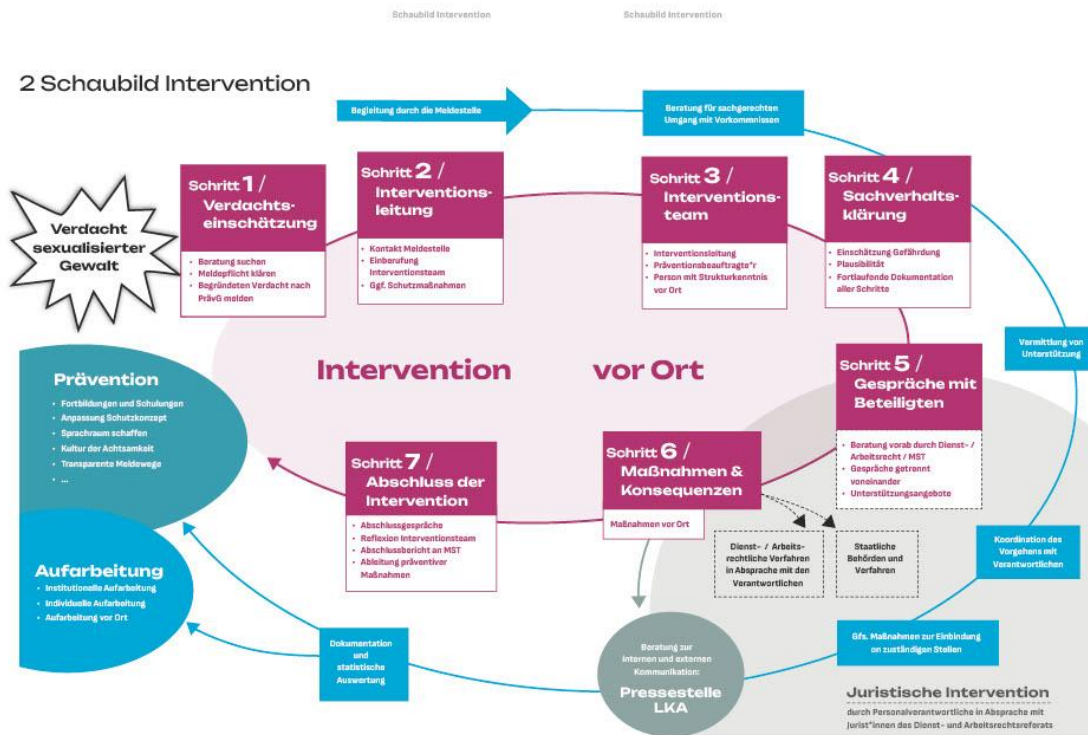 Schaubild Intervention
Schaubild Intervention
2 Schaubild Intervention
Begleitung durch die Meldestelle
Beratung für sachgerechten
Umgang mit Vorkommnissen
Verdacht
sexualisierter
Gewalt
Schritt 1 /
Verdachts-
einschätzung
• Beratung suchen
• Meldepflicht klären
• Begründeten Verdacht nach
PrävG melden
Schritt 2 /
Interventions-
leitung
• Kontakt Meldestelle
• Einberufung
Interventionsteam
• Ggf. Schutzmaßnahmen
Schritt 3 /
Interventions-
team
• Interventionsleitung
• Präventionsbeauftragte*r
• Person mit Strukturkenntnis
vor Ort
Schritt 4 /
Sachverhalts-
klärung
• Einschätzung Gefährdung
• Plausibilität
• Fortlaufende Dokumentation
aller Schritte
Vermittlung von
Unterstützung
Intervention vor Ort
Schritt 5 /
Gespräche mit
Beteiligten
• Beratung vorab durch Dienst- /
Arbeitsrecht / MST
• Gespräche getrennt
voneinander
• Unterstützungsangebote
Prävention
• Fortbildungen und Schulungen
• Anpassung Schutzkonzept
• Sprachraum schaffen
• Kultur der Achtsamkeit
• Transparente Meldewege
• ...
Schritt 7 /
Abschluss der
Intervention
• Abschlussgespräche
• Reflexion Interventionsteam
• Abschlussbericht an MST
• Ableitung präventiver
Maßnahmen
Schritt 6 /
Maßnahmen &
Konsequenzen
Maßnahmen vor Ort
Dienst- / Arbeits-
rechtliche Verfahren
in Absprache mit den
Verantwortlichen
Staatliche
Behörden und
Verfahren
Koordination des
Vorgehens mit
Verantwortlichen
Aufarbeitung
• Institutionelle Aufarbeitung
• Individuelle Aufarbeitung
• Aufarbeitung vor Ort
Dokumentation
und
statistische
Auswertung
Beratung zur
internen und externen
Kommunikation:
Pressestelle
LKA
Gfs. Maßnahmen zur Einbindung
on zuständigen Stellen
Juristische Intervention
durch Personalverantwortliche in Absprache mit
Jurist*innen des Dienst- und Arbeitsrechtsreferats